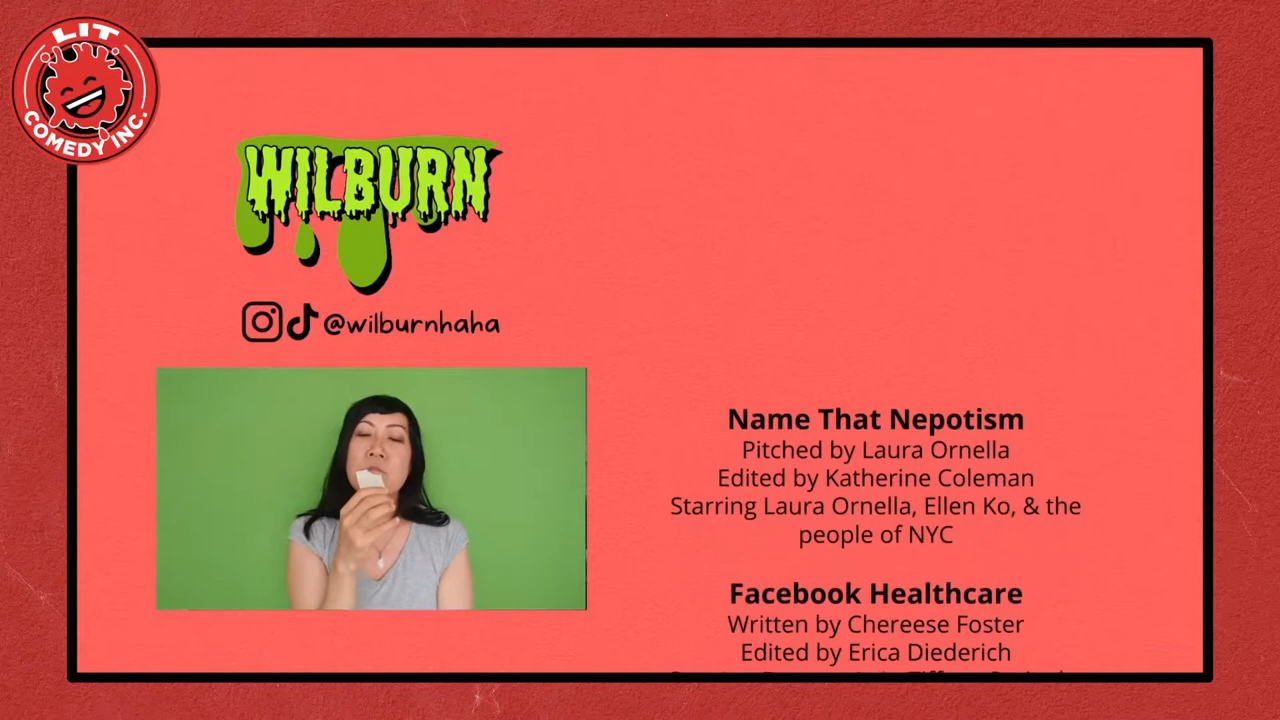 LIT
COMEDY INC.
WILBURN
@wilburnhaha
Name That Nepotism
Pitched by Laura Ornella
Edited by Katherine Coleman
Starring Laura Ornella, Ellen Ko, & the
people of NYC
Facebook Healthcare
Written by Chereese Foster
Edited by Erica Diederich